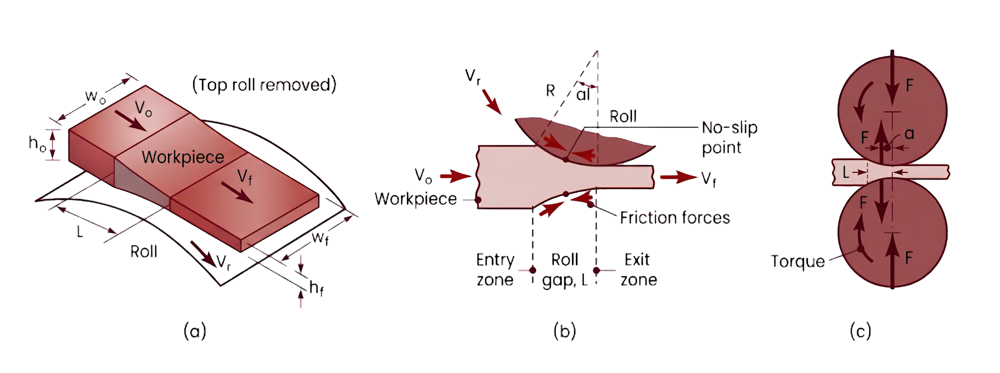 (Top roll removed)
wo
Vo
ho
Workpiece
Vf
L
Roll
Vr
wf
hf
(a)
Vr
R
al
Roll
No-slip
point
Vo
Vf
Workpiece
Friction forces
Entry
zone
Roll
gap, L
Exit
zone
(b)
F
F
a
L
F
Torque
F
(c)